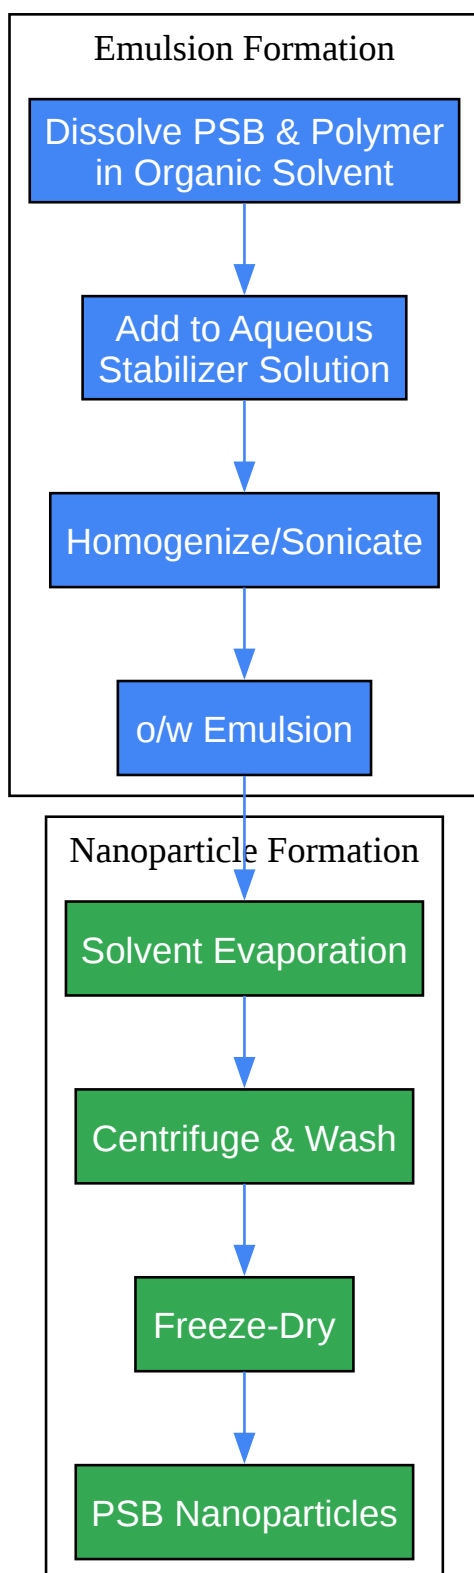 Emulsion Formation
Dissolve PSB & Polymer
in Organic Solvent
Add to Aqueous
Stabilizer Solution
Homogenize/Sonicate
o/w Emulsion
Nanoparticle Formation
Solvent Evaporation
Centrifuge & Wash
Freeze-Dry
PSB Nanoparticles